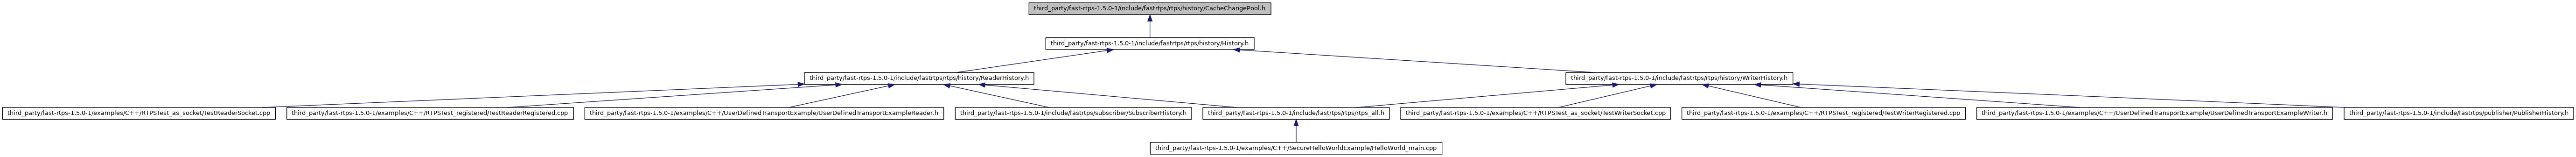 third_party/fast-rtps-1.5.0-1/include/fastrtps/rtps/history/CacheChangePool.h
third_party/fast-rtps-1.5.0-1/include/fastrtps/rtps/history/History.h
third_party/fast-rtps-1.5.0-1/include/fastrtps/rtps/history/ReaderHistory.h
third_party/fast-rtps-1.5.0-1/include/fastrtps/rtps/history/WriterHistory.h
third_party/fast-rtps-1.5.0-1/examples/C++/RTPSTest_as_socket/TestReaderSocket.cpp
third_party/fast-rtps-1.5.0-1/examples/C++/RTPSTest_registered/TestReaderRegistered.cpp
third_party/fast-rtps-1.5.0-1/examples/C++/UserDefinedTransportExample/UserDefinedTransportExampleReader.h
third_party/fast-rtps-1.5.0-1/include/fastrtps/subscriber/SubscriberHistory.h
third_party/fast-rtps-1.5.0-1/include/fastrtps/rtps/rtps_all.h
third_party/fast-rtps-1.5.0-1/examples/C++/RTPSTest_as_socket/TestWriterSocket.cpp
third_party/fast-rtps-1.5.0-1/examples/C++/RTPSTest_registered/TestWriterRegistered.cpp
third_party/fast-rtps-1.5.0-1/examples/C++/UserDefinedTransportExample/UserDefinedTransportExampleWriter.h
third_party/fast-rtps-1.5.0-1/include/fastrtps/publisher/PublisherHistory.h
third_party/fast-rtps-1.5.0-1/examples/C++/SecureHelloWorldExample/HelloWorld_main.cpp